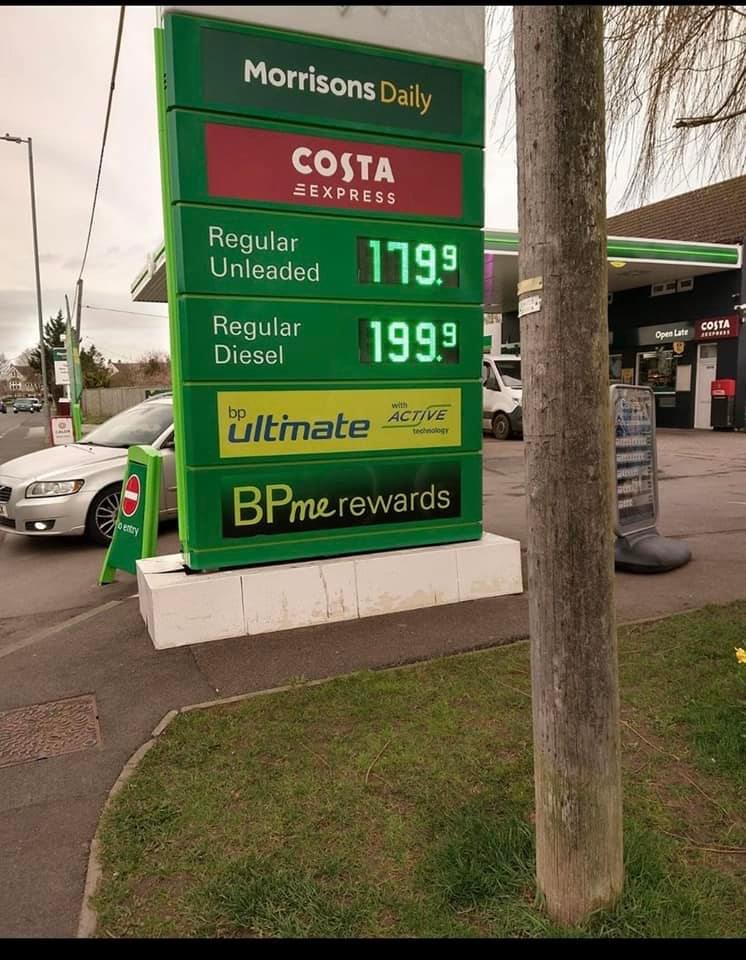 Morrisons Daily
COSTA
EXPRESS
Regular
Unleaded
179.9
Regular
Diesel
199.9
bp
ultimate
with
ACTIVE
technology
BPme rewards
entry
Open Late
COSTA
EXPRESS